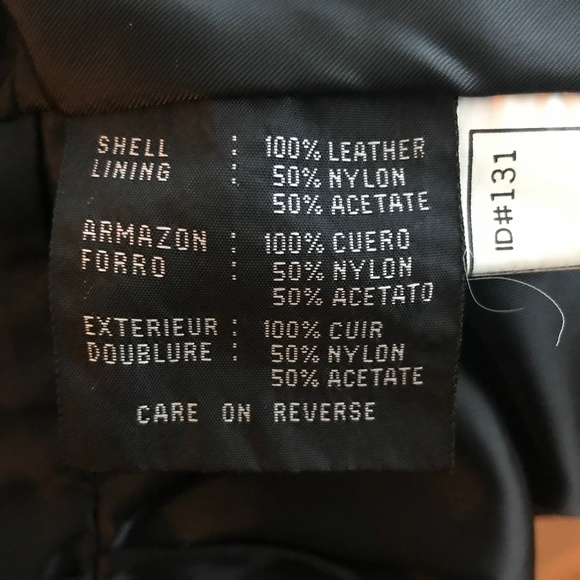 SHELL : 100% LEATHER
LINING : 50% NYLON
50% ACETATE
ARMAZON : 100% CUERO
FORRO : 50% NYLON
50% ACETATO
EXTERIEUR : 100% CUIR
DOUBLURE : 50% NYLON
50% ACETATE
CARE ON REVERSE
ID#131